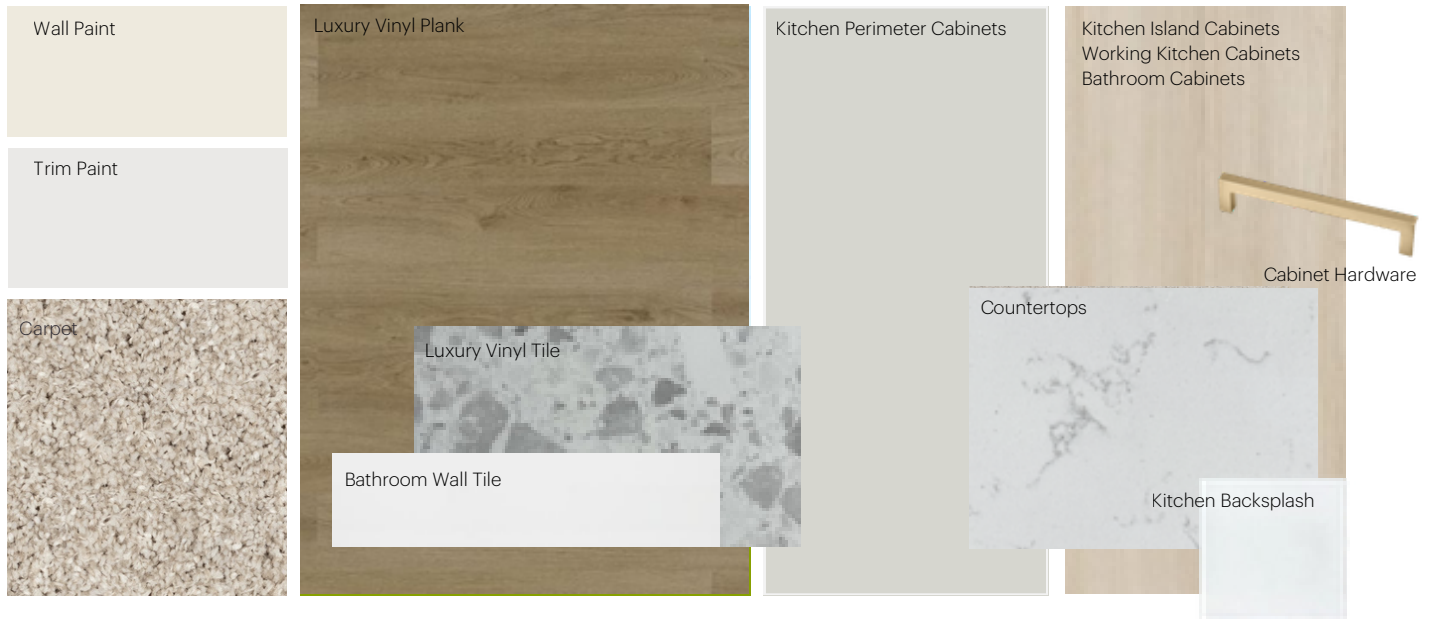 Wall Paint
Trim Paint
Carpet
Luxury Vinyl Plank
Luxury Vinyl Tile
Bathroom Wall Tile
Kitchen Perimeter Cabinets
Kitchen Island Cabinets
Working Kitchen Cabinets
Bathroom Cabinets
Cabinet Hardware
Countertops
Kitchen Backsplash